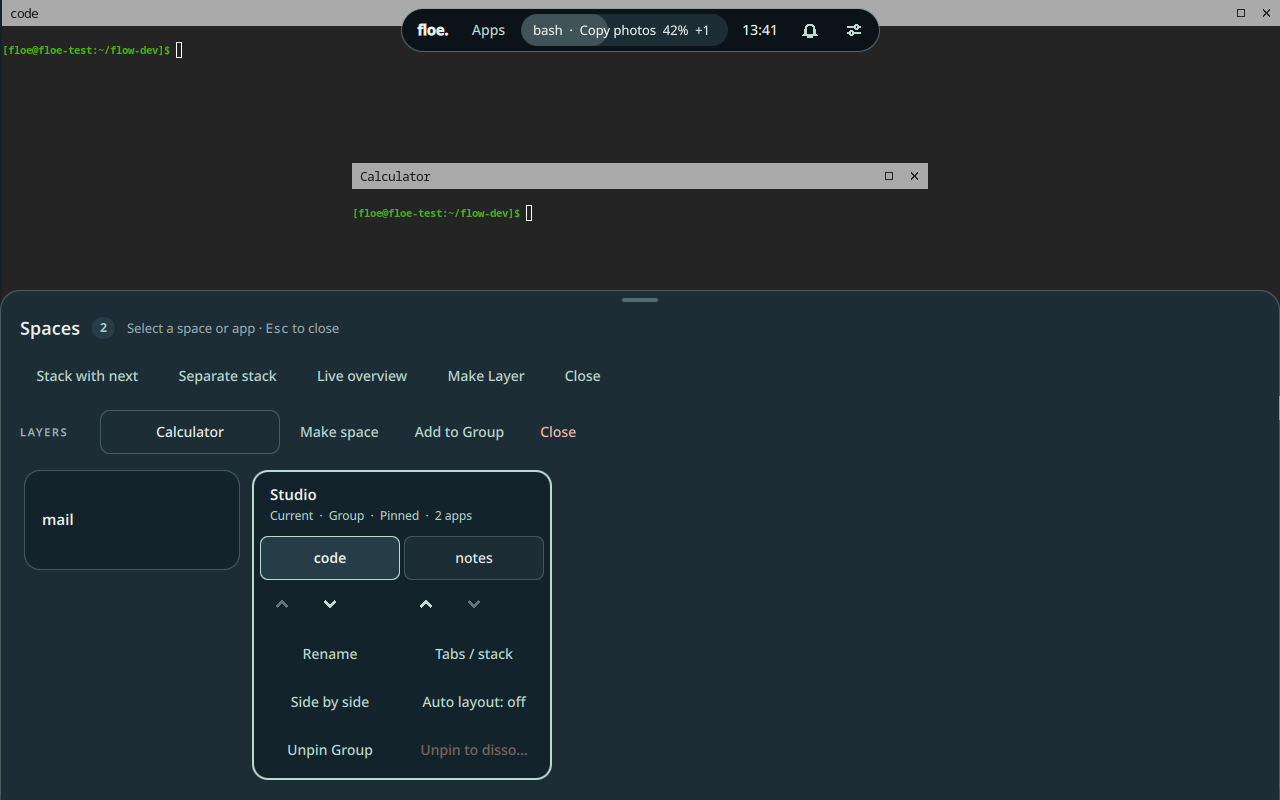 code
floe. Apps bash · Copy photos 42% +1 13:41
[floe@floe-test:~/flow-dev]$
Calculator
[floe@floe-test:~/flow-dev]$
Spaces 2 Select a space or app · Esc to close
Stack with next Separate stack Live overview Make Layer Close
LAYERS Calculator Make space Add to Group Close
mail
Studio
Current · Group · Pinned · 2 apps
code notes
Rename Tabs / stack
Side by side Auto layout: off
Unpin Group Unpin to disso...